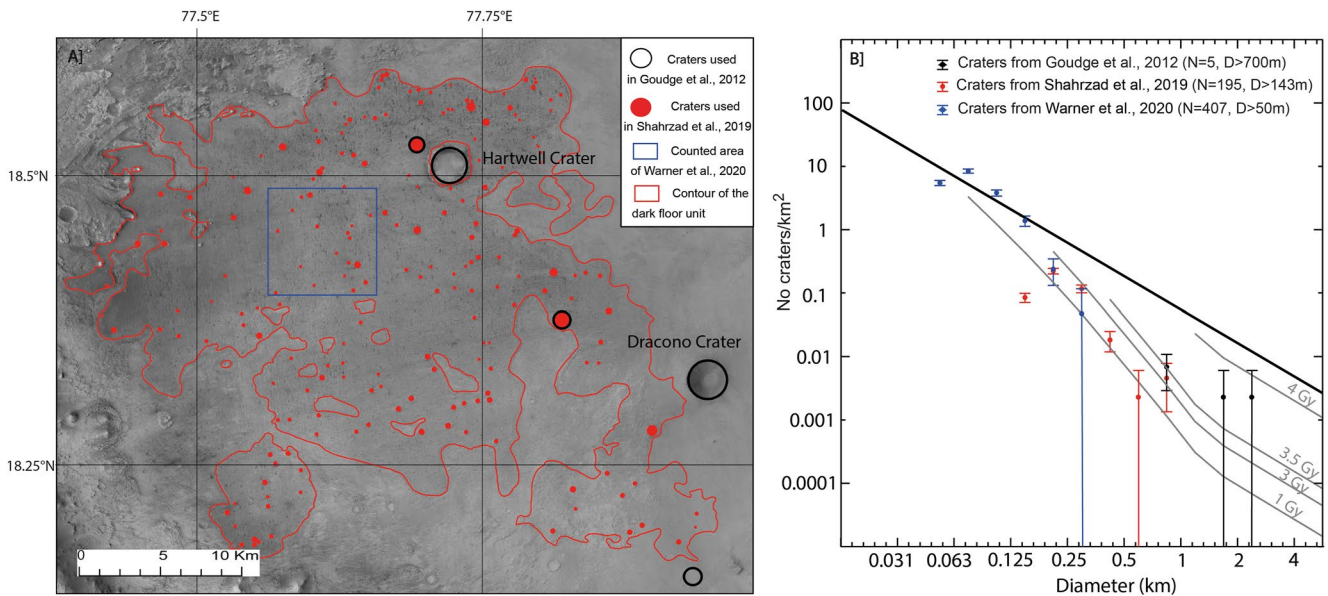 77.5°E
77.75°E
A]
Craters used
in Goudge et al., 2012
Craters used
in Shahrzad et al., 2019
Counted area
of Warner et al., 2020
Contour of the
dark floor unit
Hartwell Crater
18.5°N
Dracono Crater
18.25°N
0 5 10 Km
B]
Craters from Goudge et al., 2012 (N=5, D>700m)
Craters from Shahrzad et al., 2019 (N=195, D>143m)
Craters from Warner et al., 2020 (N=407, D>50m)
No craters/km²
100
10
1
0.1
0.01
0.001
0.0001
4 Gy
3.5 Gy
3 Gy
1 Gy
0.031 0.063 0.125 0.25 0.5 1 2 4
Diameter (km)